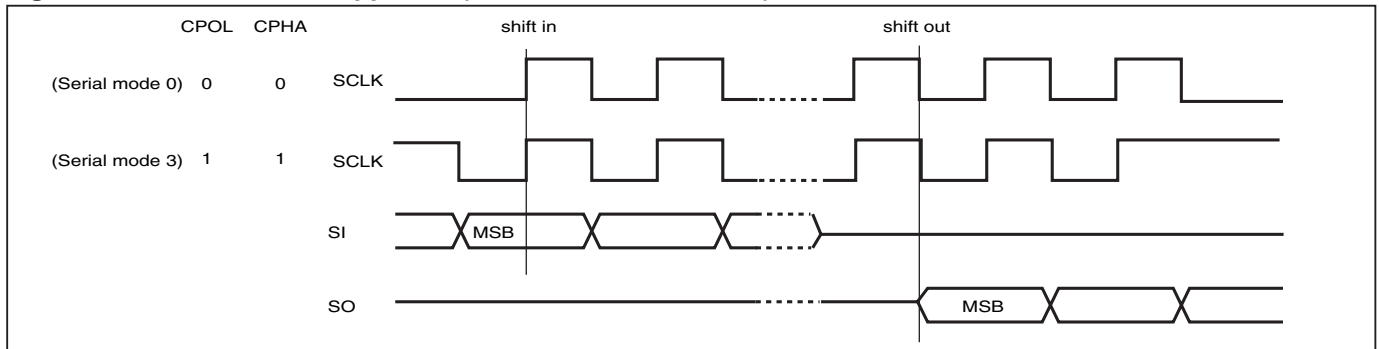 CPOL CPHA shift in shift out
(Serial mode 0) 0 0 SCLK
(Serial mode 3) 1 1 SCLK
SI MSB
SO MSB